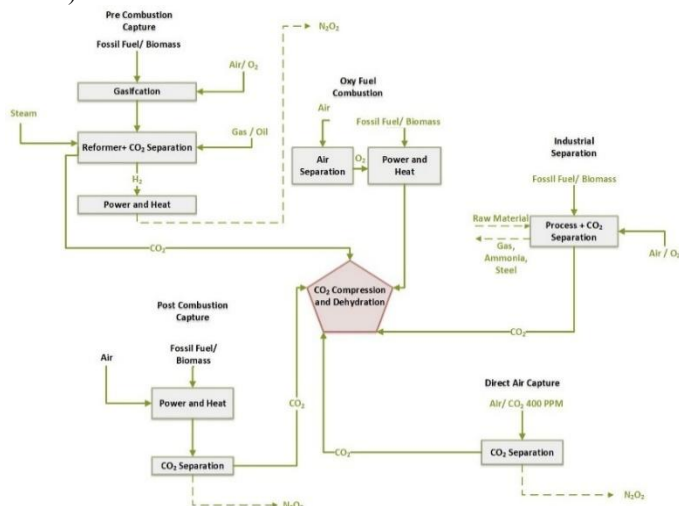 Pre Combustion
Capture
Fossil Fuel/ Biomass
N₂O₂
Air/ O₂
Gasifcation
Steam
Gas / Oil
Reformer+ CO₂ Separation
H₂
Power and Heat
CO₂
Oxy Fuel
Combustion
Air
Fossil Fuel/ Biomass
Air
Separation
O₂
Power and
Heat
Industrial
Separation
Fossil Fuel/ Biomass
Raw Material
Process + CO₂
Separation
Gas,
Ammonia,
Steel
Air / O₂
CO₂
CO₂ Compression
and Dehydration
Post Combustion
Capture
Air
Fossil Fuel/
Biomass
Power and Heat
CO₂
CO₂ Separation
N₂O₂
Direct Air Capture
Air/ CO₂ 400 PPM
CO₂
CO₂ Separation
N₂O₂